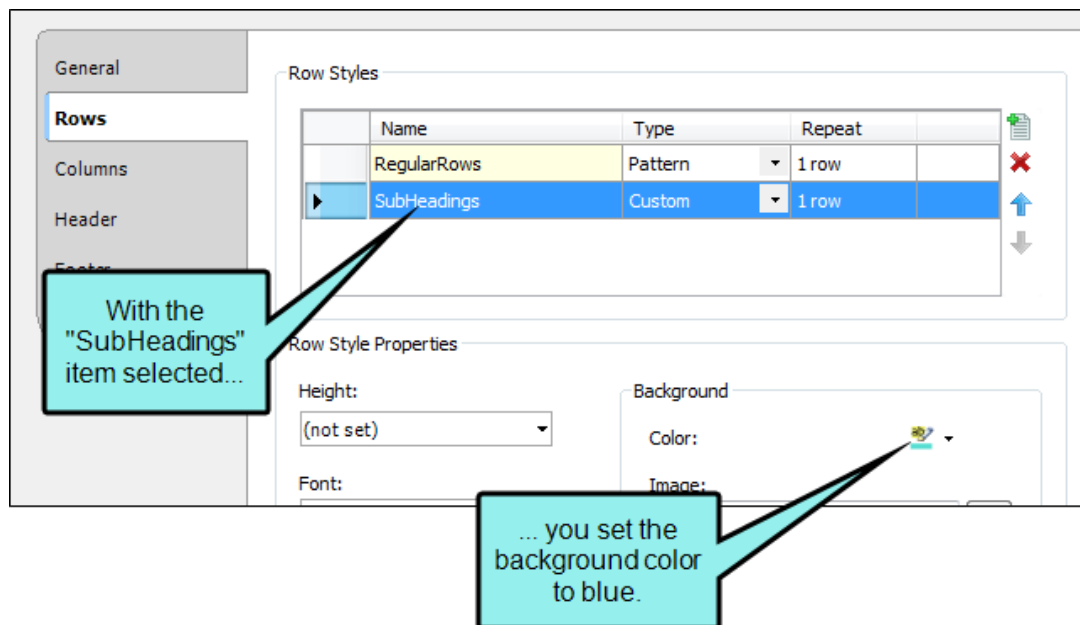 General
Rows
Columns
Header
Footer
Row Styles
Name Type Repeat
RegularRows Pattern 1 row
SubHeadings Custom 1 row
With the
"SubHeadings"
item selected...
Row Style Properties
Height:
(not set)
Font:
Background
Color:
Image:
... you set the
background color
to blue.